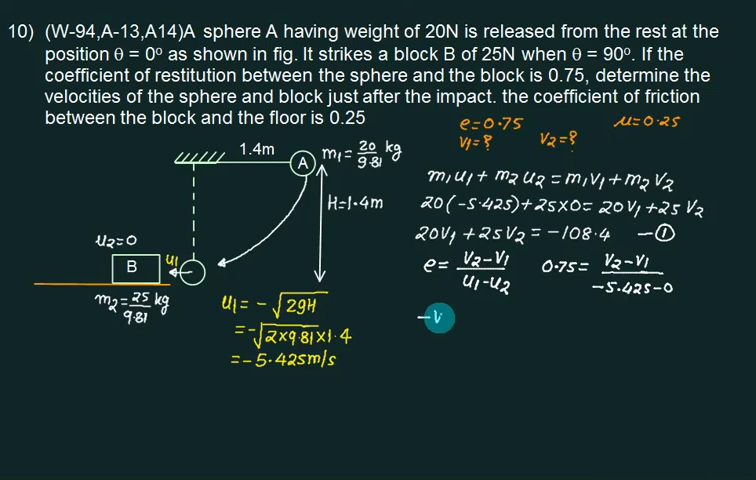 10) (W-94,A-13,A14)A sphere A having weight of 20N is released from the rest at the
position θ = 0⁰ as shown in fig. It strikes a block B of 25N when θ = 90⁰. If the
coefficient of restitution between the sphere and the block is 0.75, determine the
velocities of the sphere and block just after the impact. the coefficient of friction
between the block and the floor is 0.25
e=0.75
μ=0.25
V₁=?
V₂=?
1.4m
A
m₁=20/9.81 kg
H=1.4m
u₂=0
B
u₁
m₂=25/9.81 kg
u₁ = -√2gH
= -√2×9.81×1.4
= -5.425m/s
m₁u₁ + m₂u₂ = m₁V₁ + m₂V₂
20(-5.425)+25×0=20V₁+25V₂
20V₁+25V₂=-108.4 —①
e= V₂-V₁/u₁-u₂
0.75= V₂-V₁/-5.425-0
-V